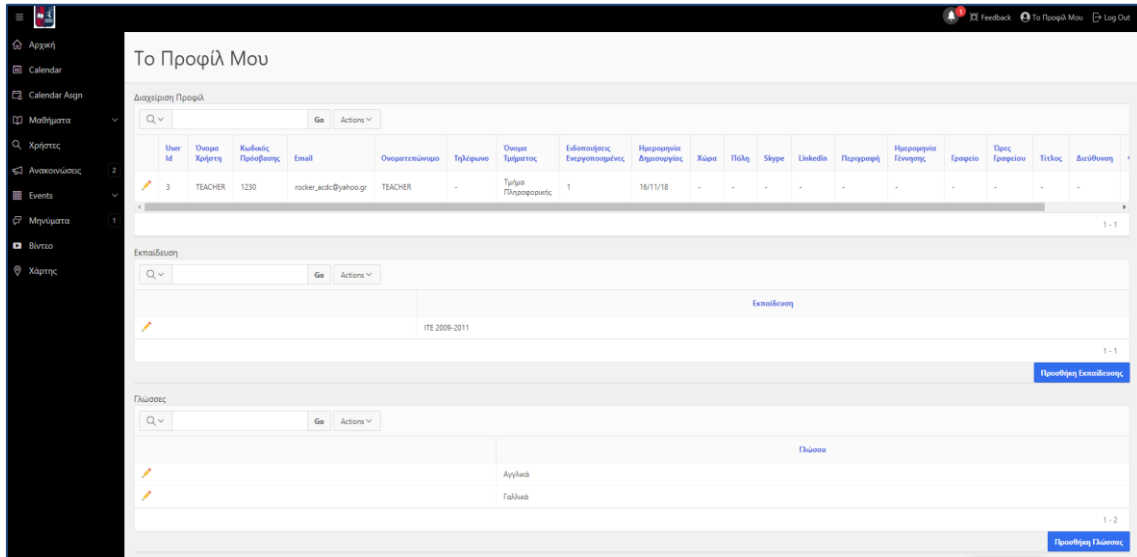 1 Feedback Το Προφίλ Μου Log Out
Αρχική
Calendar
Calendar Asgn
Μαθήματα
Χρήστες
Ανακοινώσεις 2
Events
Μηνύματα 1
Βίντεο
Χάρτης
Το Προφίλ Μου
Διαχείριση Προφίλ
Go Actions
User Id Όνομα Χρήστη Κωδικός Πρόσβασης Email Ονοματεπώνυμο Τηλέφωνο Όνομα Τμήματος Ειδοποιήσεις Ενεργοποιημένες Ημερομηνία Δημιουργίας Χώρα Πόλη Skype Linkedin Περιγραφή Ημερομηνία Γέννησης Γραφείο Ώρες Γραφείου Τίτλος Διεύθυνση
3 TEACHER 1230 rocker_acdc@yahoo.gr TEACHER - Τμήμα Πληροφορικής 1 16/11/18 - - - - - - - - - -
1 - 1
Εκπαίδευση
Go Actions
Εκπαίδευση
ITE 2009-2011
1 - 1
Προσθήκη Εκπαίδευσης
Γλώσσες
Go Actions
Γλώσσα
Αγγλικά
Γαλλικά
1 - 2
Προσθήκη Γλώσσας